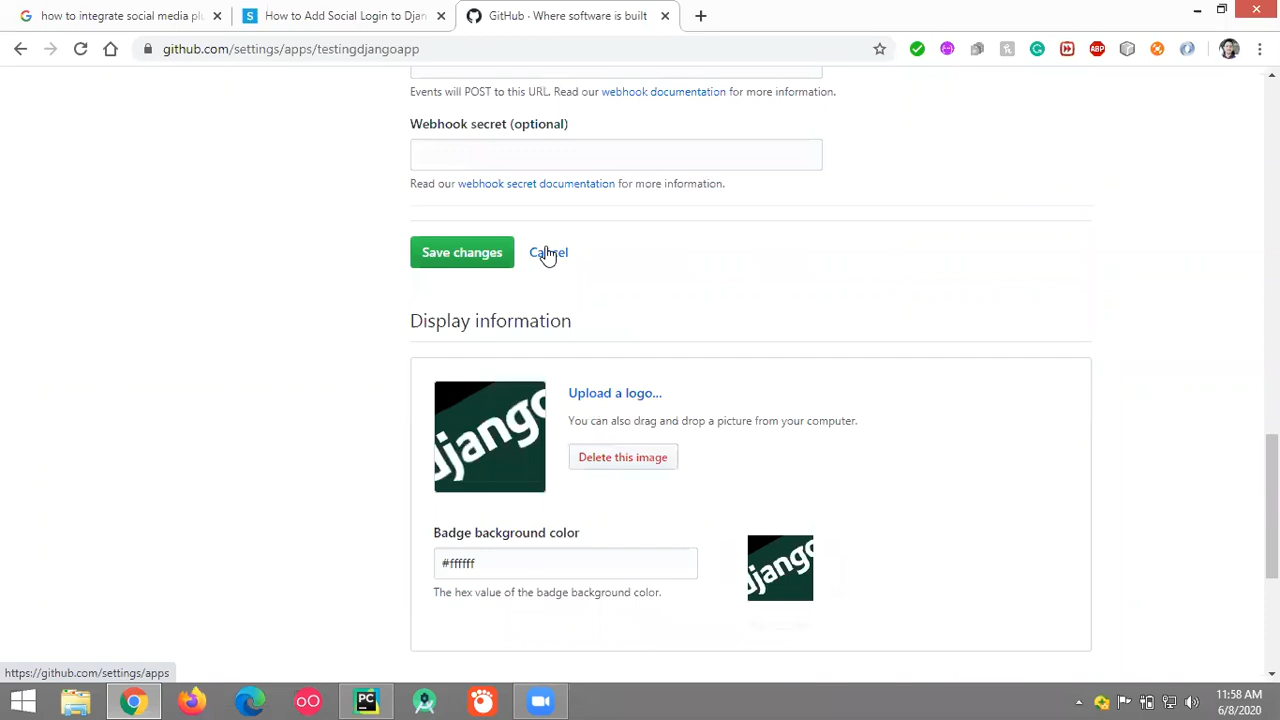 how to integrate social media plu
How to Add Social Login to Djan
GitHub · Where software is built
github.com/settings/apps/testingdjangoapp
ABP
Events will POST to this URL. Read our webhook documentation for more information.
Webhook secret (optional)
Read our webhook secret documentation for more information.
Save changes
Cancel
Display information
django
Upload a logo...
You can also drag and drop a picture from your computer.
Delete this image
Badge background color
#ffffff
django
The hex value of the badge background color.
https://github.com/settings/apps
PC
11:58 AM
6/8/2020